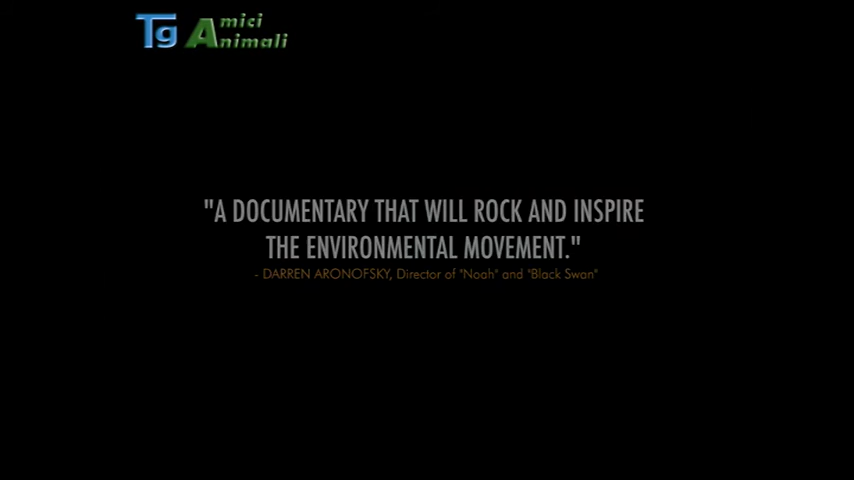 Tg Amici Animali
"A DOCUMENTARY THAT WILL ROCK AND INSPIRE
THE ENVIRONMENTAL MOVEMENT."
- DARREN ARONOFSKY, Director of "Noah" and "Black Swan"